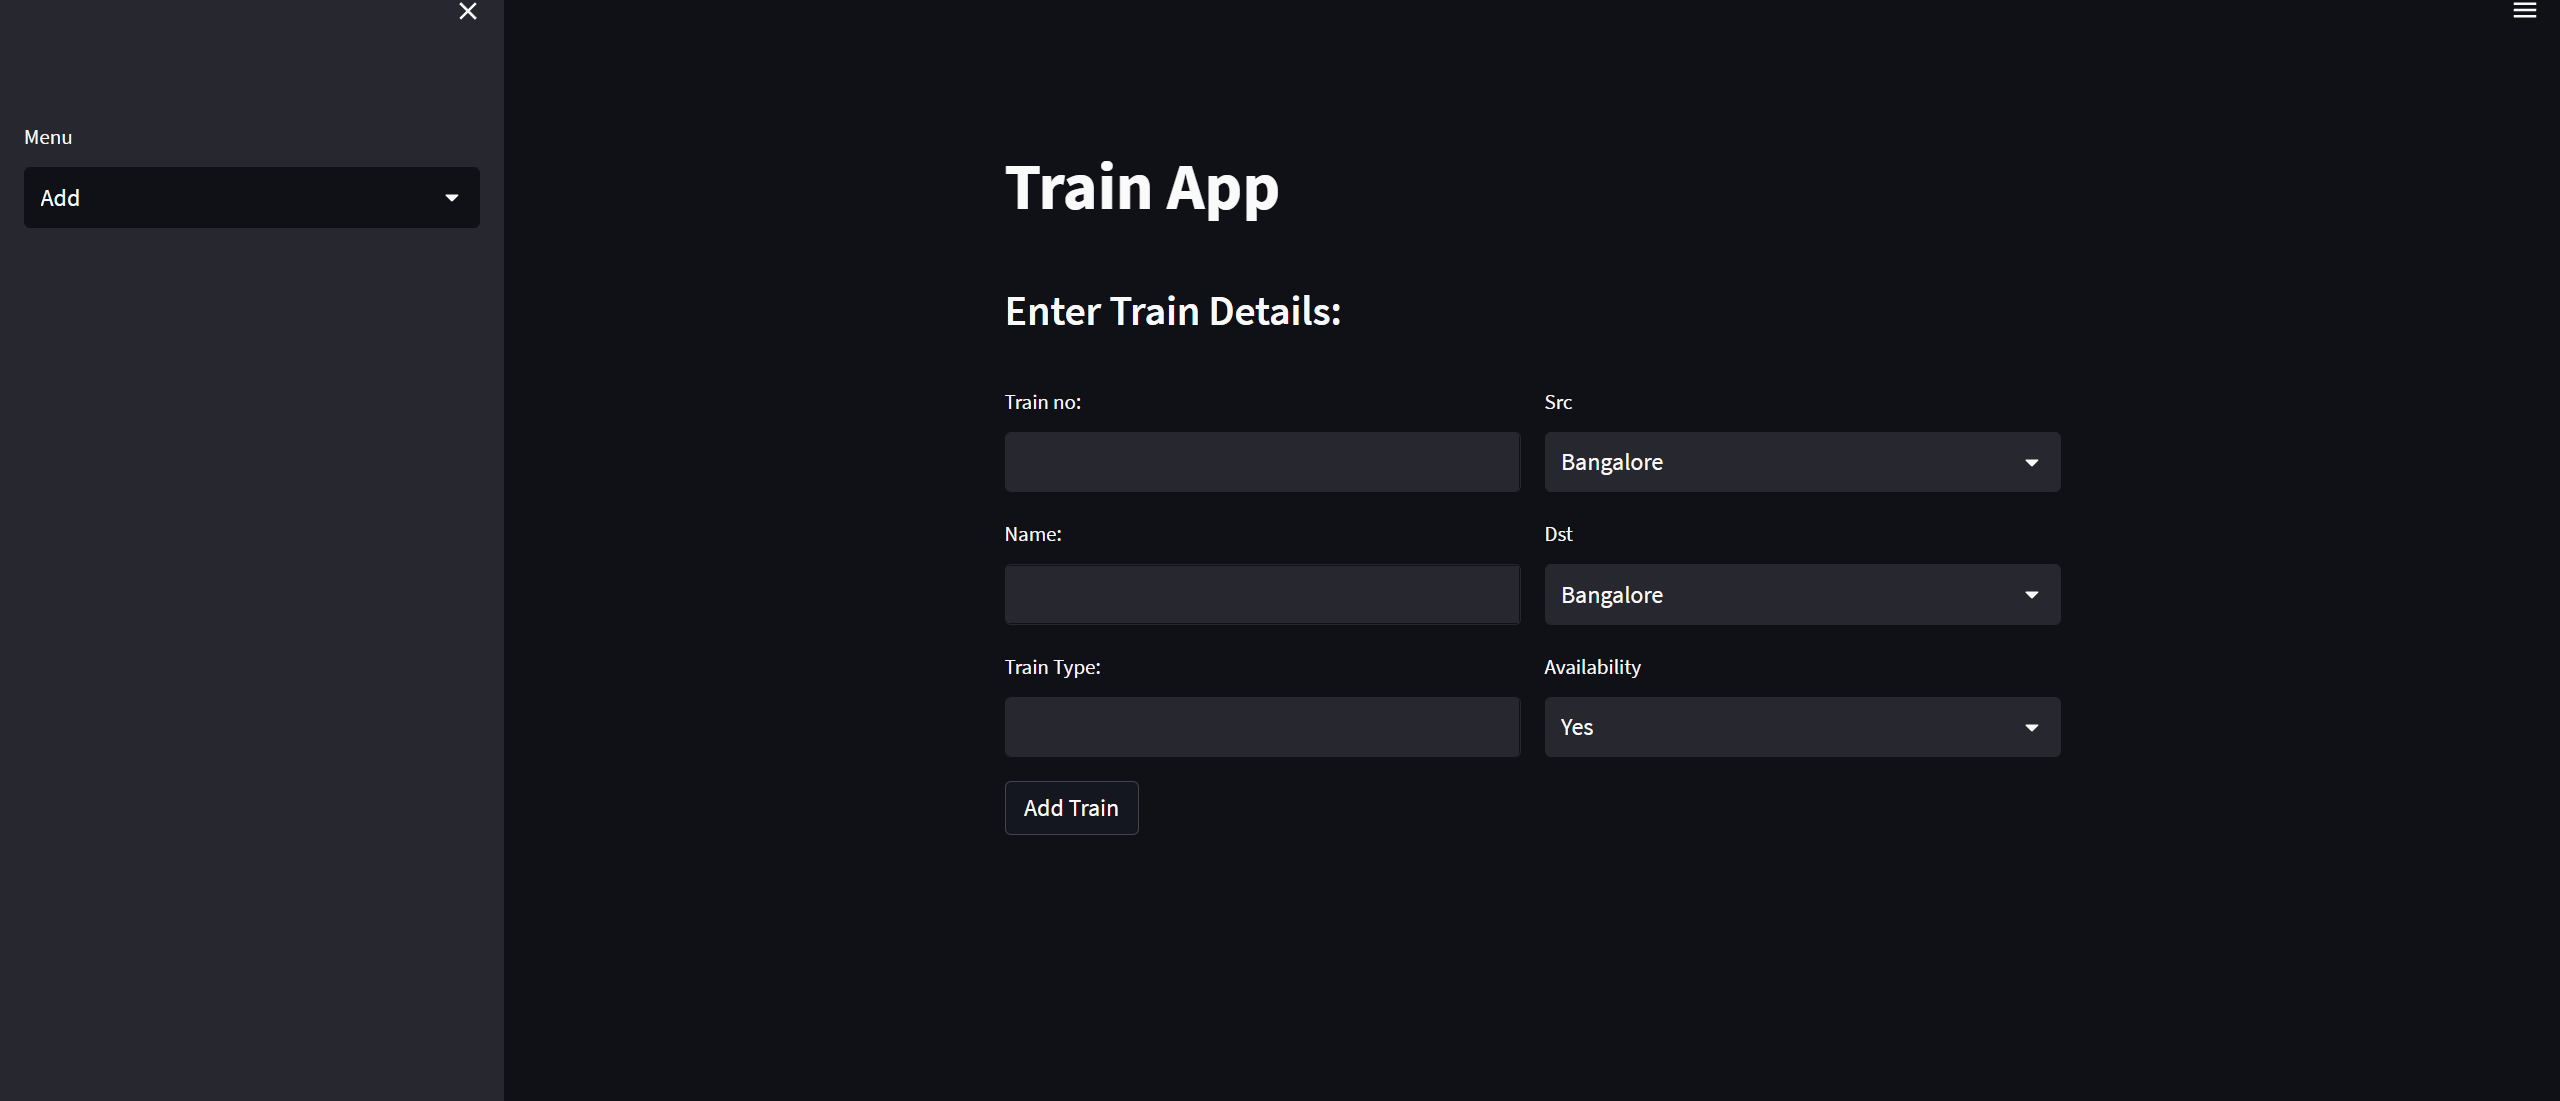 Menu
Add
Train App
Enter Train Details:
Train no:
Src
Bangalore
Name:
Dst
Bangalore
Train Type:
Availability
Yes
Add Train